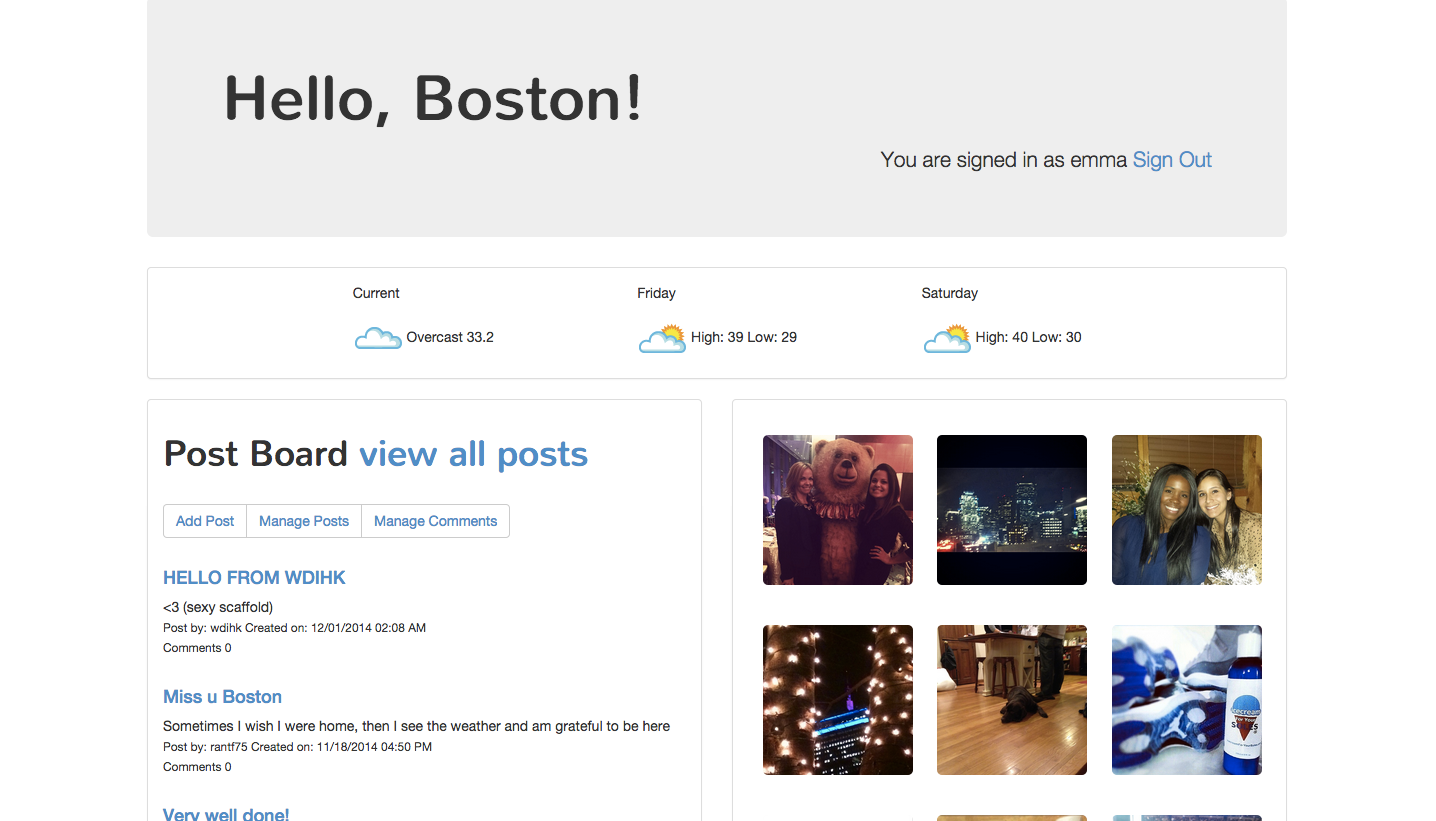 Hello, Boston!
You are signed in as emma Sign Out
Current
Friday
Saturday
Overcast 33.2
High: 39 Low: 29
High: 40 Low: 30
Post Board view all posts
Add Post
Manage Posts
Manage Comments
HELLO FROM WDIHK
<3 (sexy scaffold)
Post by: wdihk Created on: 12/01/2014 02:08 AM
Comments 0
Miss u Boston
Sometimes I wish I were home, then I see the weather and am grateful to be here
Post by: rantf75 Created on: 11/18/2014 04:50 PM
Comments 0
Very well done!
icecream
For Your